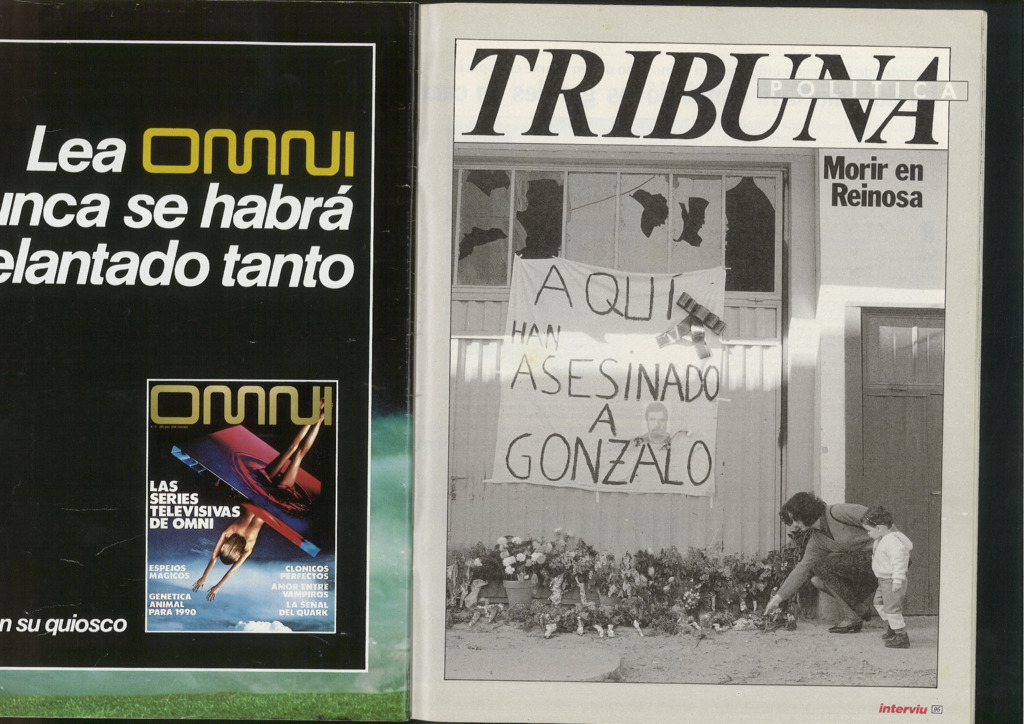 Lea OMNI
unca se habrá
elantado tanto
OMNI
LAS
SERIES
TELEVISIVAS
DE OMNI
ESPEJOS
MAGICOS
GENETICA
ANIMAL
PARA 1990
CLONICOS
PERFECTOS
AMOR ENTRE
VAMPIROS
LA SEÑAL
DEL QUARK
n su quiosco
TRIBUNA
POLITICA
Morir en
Reinosa
AQUÍ
HAN
ASESINADO
A
GONZALO
interviu